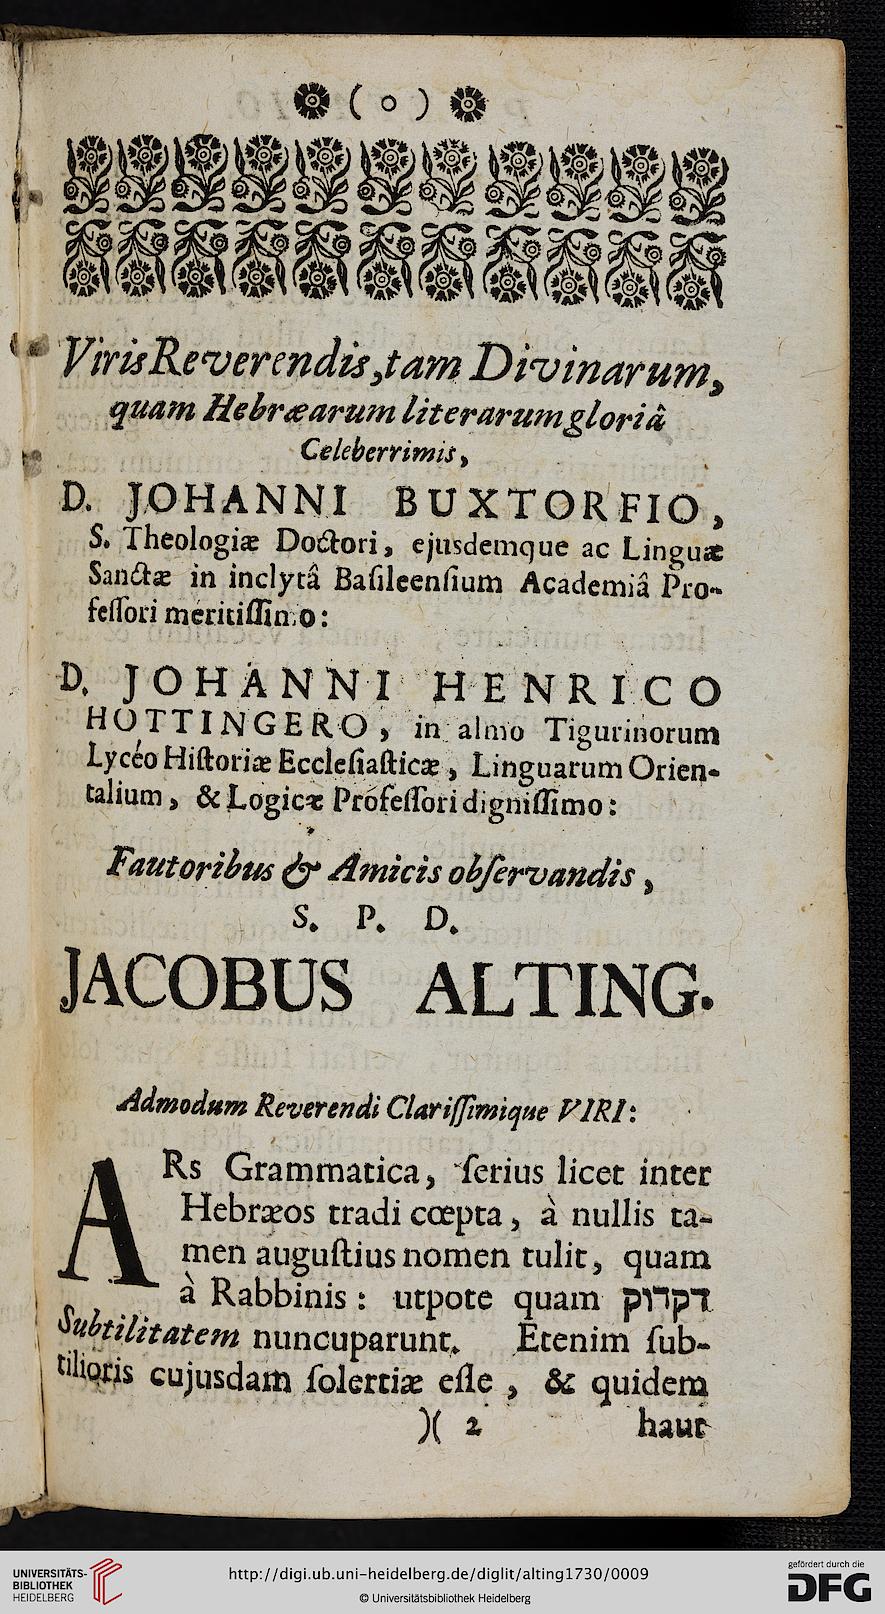 ( o )
Viris Reverendis, tam Divinarum,
quam Hebræarum literarum gloriâ
Celeberrimis,
D. JOHANNI BUXTORFIO,
S. Theologiæ Doctori, ejusdemque ac Linguæ
Sanctæ in inclytâ Baſileenſium Academiâ Pro-
feſſori meritiſſimo:
D. JOHANNI HENRICO
HOTTINGERO, in almo Tigurinorum
Lycéo Hiſtoriæ Eccleſiaſticæ, Linguarum Orien-
talium, & Logicæ Profeſſori digniſſimo:
Fautoribus & Amicis obſervandis,
S. P. D.
JACOBUS ALTING.
Admodum Reverendi Clariſſimique VIRI:
ARs Grammatica, ſerius licet inter
Hebræos tradi cœpta, à nullis ta-
men auguſtius nomen tulit, quam
à Rabbinis: utpote quam דקדוק
Subtilitatem nuncuparunt. Etenim ſub-
tilioris cujusdam ſolertiæ eſſe, & quidem
)( 2 haut
UNIVERSITÄTS-
BIBLIOTHEK
HEIDELBERG
http://digi.ub.uni-heidelberg.de/diglit/alting1730/0009
© Universitätsbibliothek Heidelberg
gefördert durch die
DFG